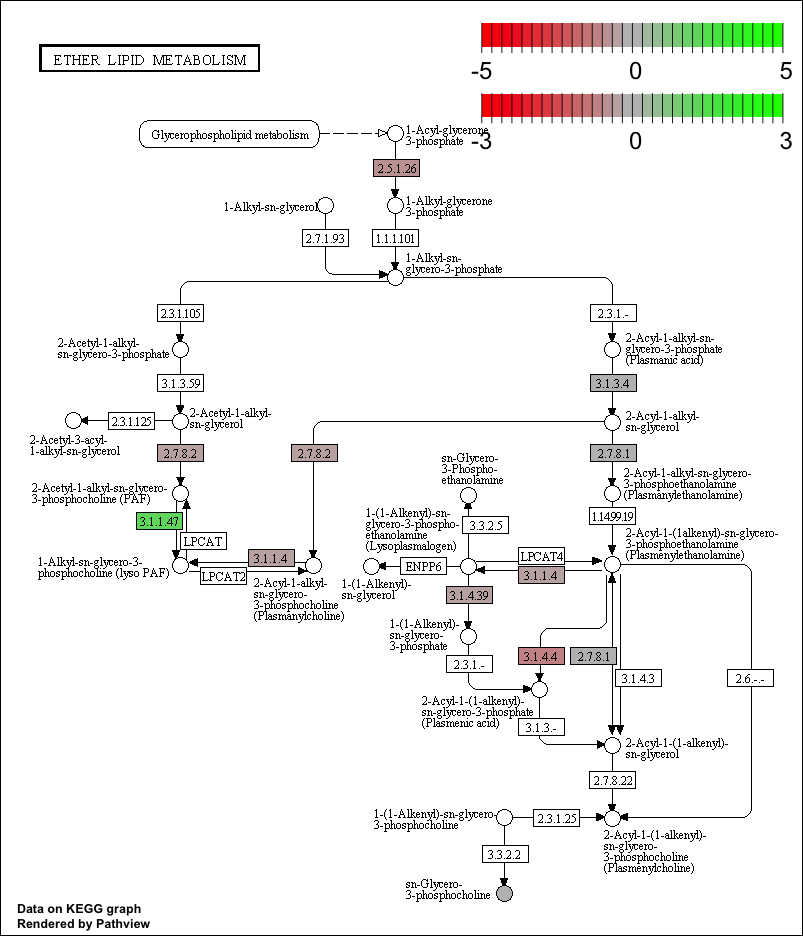 ETHER LIPID METABOLISM
-5 0 5
-3 0 3
Glycerophospholipid metabolism
1-Acyl-glycerone
3-phosphate
2.5.1.26
1-Alkyl-sn-glycerol
1-Alkyl-glycerone
3-phosphate
2.7.1.93
1.1.1.101
1-Alkyl-sn-
glycero-3-phosphate
2.3.1.105
2.3.1.-
2-Acetyl-1-alkyl-
sn-glycero-3-phosphate
2-Acyl-1-alkyl-sn-
glycero-3-phosphate
(Plasmanic acid)
3.1.3.59
3.1.3.4
2.3.1.125
2-Acetyl-1-alkyl-
sn-glycerol
2-Acyl-1-alkyl-
sn-glycerol
2-Acetyl-3-acyl-
1-alkyl-sn-glycerol
2.7.8.2
2.7.8.2
2.7.8.1
sn-Glycero-
3-Phospho-
ethanolamine
2-Acetyl-1-alkyl-sn-glycero-
3-phosphocholine (PAF)
2-Acyl-1-alkyl-sn-glycero-
3-phosphoethanolamine
(Plasmanylethanolamine)
3.1.1.47
1-(1-Alkenyl)-sn-
glycero-3-phospho-
ethanolamine
(Lysoplasmalogen)
3.3.2.5
1.14.99.19
LPCAT
2-Acyl-1-(1alkenyl)-sn-glycero-
3-phosphoethanolamine
(Plasmenylethanolamine)
1-Alkyl-sn-glycero-3-
phosphocholine (lyso PAF)
3.1.1.4
LPCAT2
ENPP6
LPCAT4
3.1.1.4
2-Acyl-1-alkyl-
sn-glycero-
3-phosphocholine
(Plasmanylcholine)
1-(1-Alkenyl)-
sn-glycerol
3.1.4.39
1-(1-Alkenyl)-
sn-glycero-3-
phosphate
2.3.1.-
3.1.4.4
2.7.8.1
3.1.4.3
2.6.-.-
2-Acyl-1-(1-alkenyl)-
sn-glycero-3-phosphate
(Plasmenic acid)
3.1.3.-
2-Acyl-1-(1-alkenyl)-
sn-glycerol
2.7.8.22
1-(1-Alkenyl)-sn-glycero-
3-phosphocholine
2.3.1.25
2-Acyl-1-(1-alkenyl)-
sn-glycero-
3-phosphocholine
(Plasmenylcholine)
3.3.2.2
sn-Glycero-
3-phosphocholine
Data on KEGG graph
Rendered by Pathview